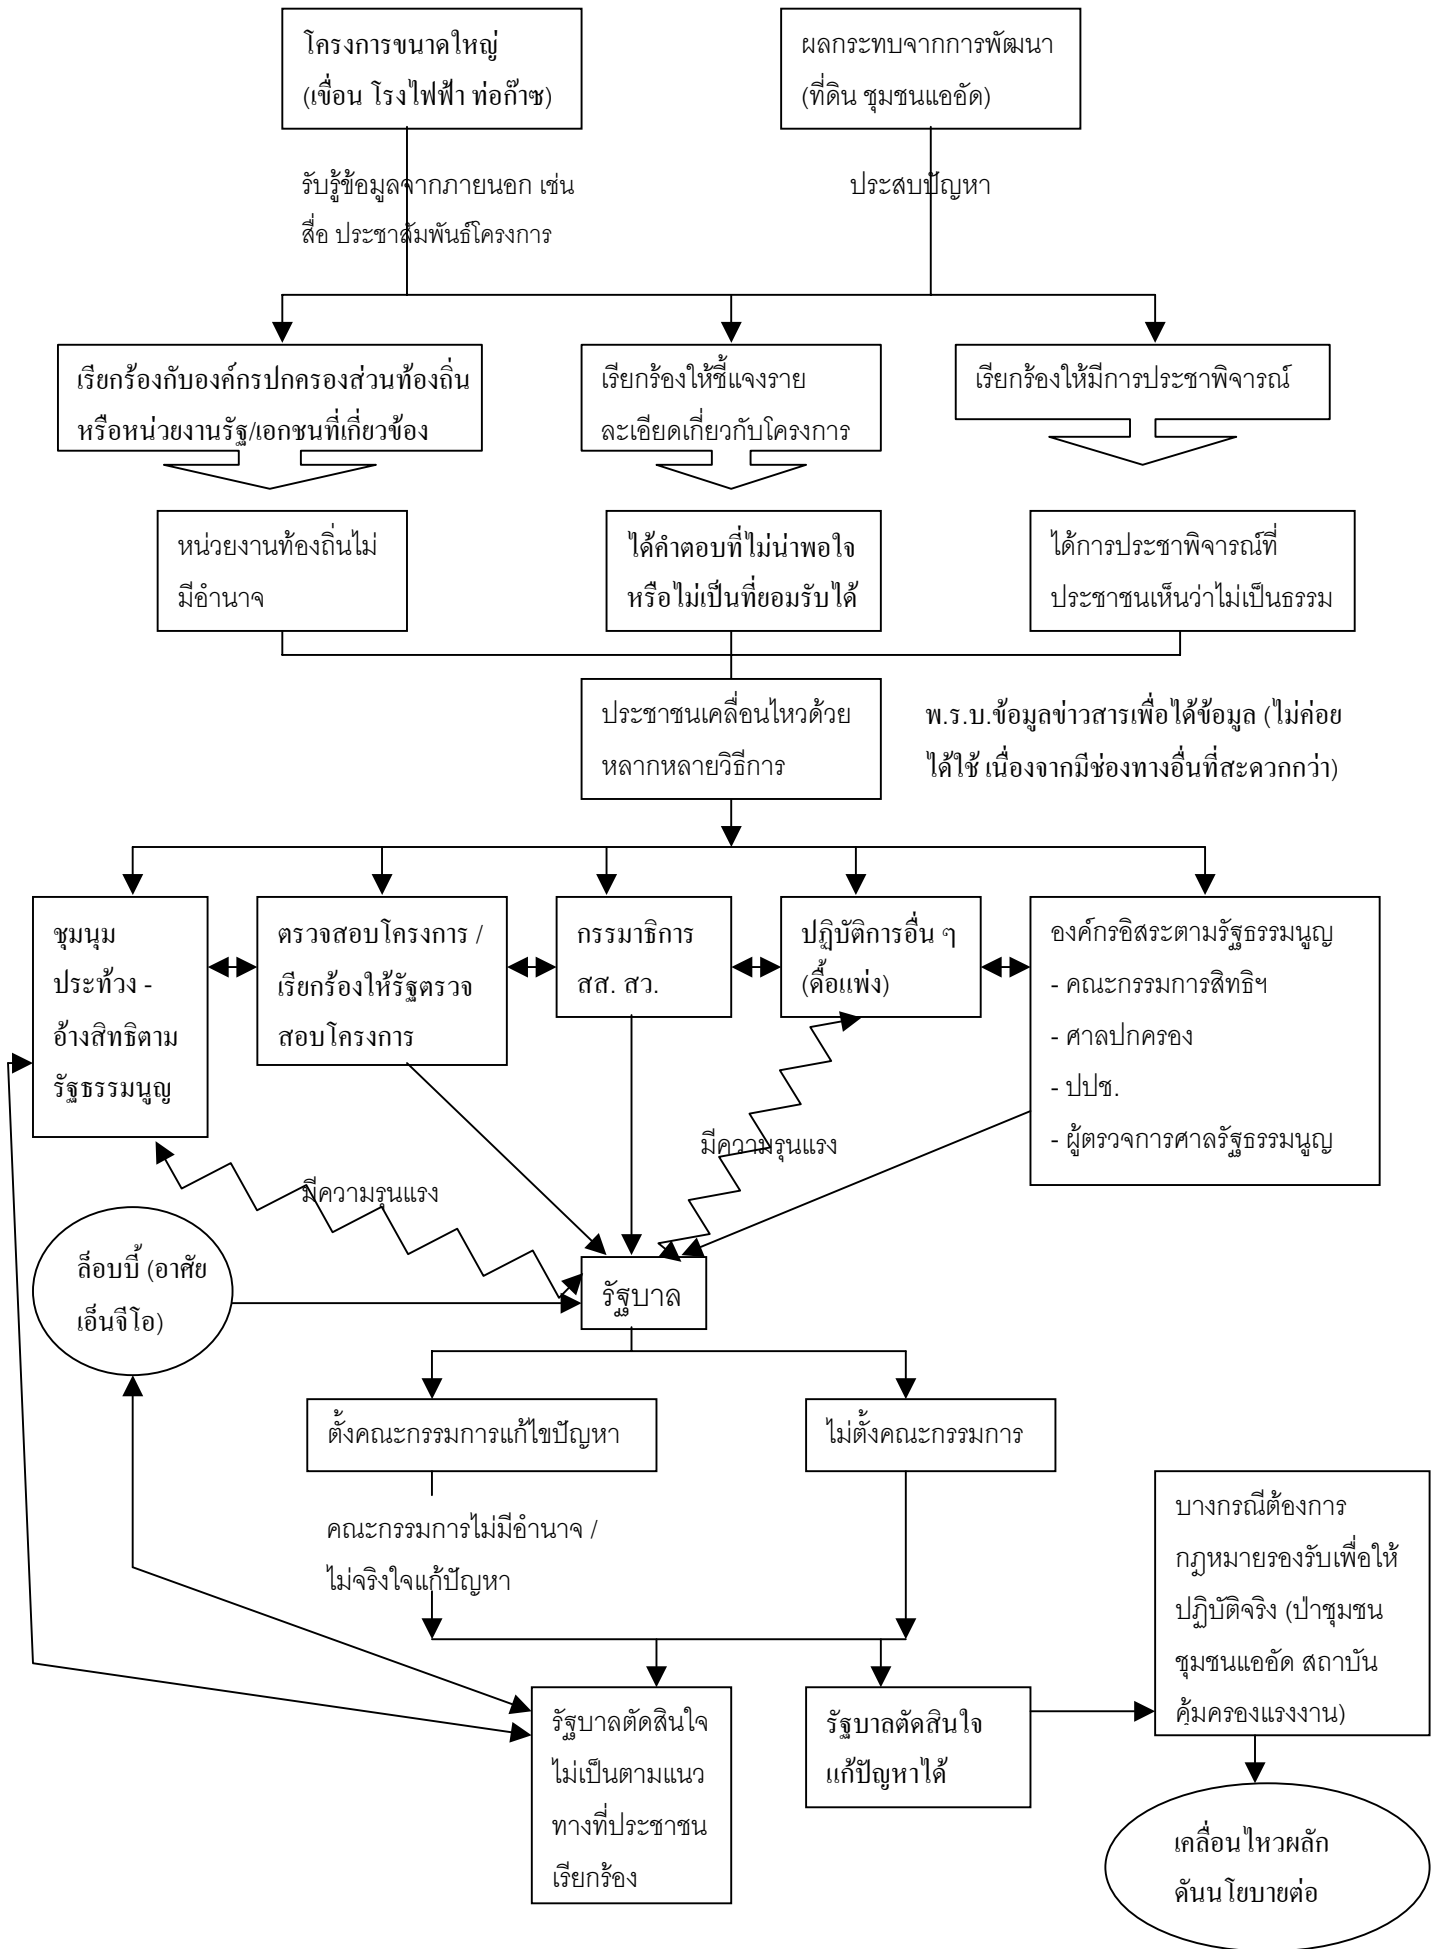 โครงการขนาดใหญ่
(เขื่อน โรงไฟฟ้า ท่อก๊าซ)
ผลกระทบจากการพัฒนา
(ที่ดิน ชุมชนแออัด)
รับรู้ข้อมูลจากภายนอก เช่น
สื่อ ประชาสัมพันธ์โครงการ
ประสบปัญหา
เรียกร้องกับองค์กรปกครองส่วนท้องถิ่น
หรือหน่วยงานรัฐ/เอกชนที่เกี่ยวข้อง
เรียกร้องให้ชี้แจงราย
ละเอียดเกี่ยวกับโครงการ
เรียกร้องให้มีการประชาพิจารณ์
หน่วยงานท้องถิ่นไม่
มีอำนาจ
ได้คำตอบที่ไม่น่าพอใจ
หรือไม่เป็นที่ยอมรับได้
ได้การประชาพิจารณ์ที่
ประชาชนเห็นว่าไม่เป็นธรรม
ประชาชนเคลื่อนไหวด้วย
หลากหลายวิธีการ
พ.ร.บ.ข้อมูลข่าวสารเพื่อได้ข้อมูล (ไม่ค่อย
ได้ใช้ เนื่องจากมีช่องทางอื่นที่สะดวกกว่า)
ชุมนุม
ประท้วง -
อ้างสิทธิตาม
รัฐธรรมนูญ
ตรวจสอบโครงการ /
เรียกร้องให้รัฐตรวจ
สอบโครงการ
กรรมาธิการ
สส. สว.
ปฏิบัติการอื่น ๆ
(ดื้อแพ่ง)
องค์กรอิสระตามรัฐธรรมนูญ
- คณะกรรมการสิทธิฯ
- ศาลปกครอง
- ปปช.
- ผู้ตรวจการศาลรัฐธรรมนูญ
มีความรุนแรง
มีความรุนแรง
ล็อบบี้ (อาศัย
เอ็นจีโอ)
รัฐบาล
ตั้งคณะกรรมการแก้ไขปัญหา
ไม่ตั้งคณะกรรมการ
คณะกรรมการไม่มีอำนาจ /
ไม่จริงใจแก้ปัญหา
บางกรณีต้องการ
กฎหมายรองรับเพื่อให้
ปฏิบัติจริง (ป่าชุมชน
ชุมชนแออัด สถาบัน
คุ้มครองแรงงาน)
รัฐบาลตัดสินใจ
ไม่เป็นตามแนว
ทางที่ประชาชน
เรียกร้อง
รัฐบาลตัดสินใจ
แก้ปัญหาได้
เคลื่อนไหวผลัก
ดันนโยบายต่อ